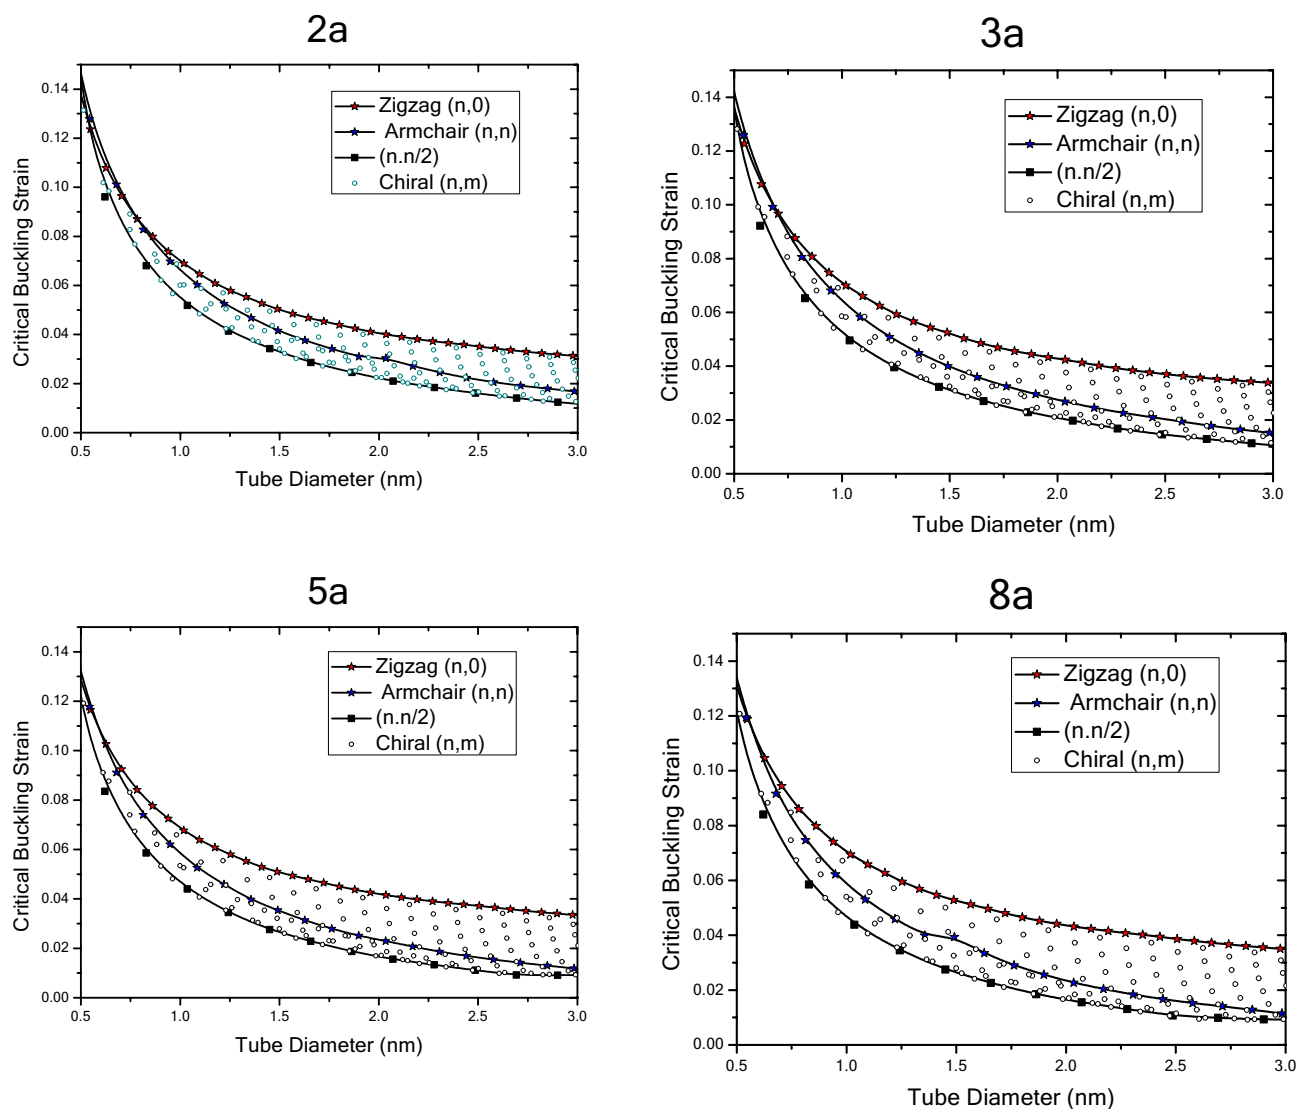 2a
0.14
0.12
0.10
0.08
0.06
0.04
0.02
0.00
0.5
1.0
1.5
2.0
2.5
3.0
Critical Buckling Strain
Tube Diameter (nm)
Zigzag (n,0)
Armchair (n,n)
(n.n/2)
Chiral (n,m)
3a
0.14
0.12
0.10
0.08
0.06
0.04
0.02
0.00
0.5
1.0
1.5
2.0
2.5
3.0
Critical Buckling Strain
Tube Diameter (nm)
Zigzag (n,0)
Armchair (n,n)
(n.n/2)
Chiral (n,m)
5a
0.14
0.12
0.10
0.08
0.06
0.04
0.02
0.00
0.5
1.0
1.5
2.0
2.5
3.0
Critical Buckling Strain
Tube Diameter (nm)
Zigzag (n,0)
Armchair (n,n)
(n.n/2)
Chiral (n,m)
8a
0.14
0.12
0.10
0.08
0.06
0.04
0.02
0.00
0.5
1.0
1.5
2.0
2.5
3.0
Critical Buckling Strain
Tube Diameter (nm)
Zigzag (n,0)
Armchair (n,n)
(n.n/2)
Chiral (n,m)